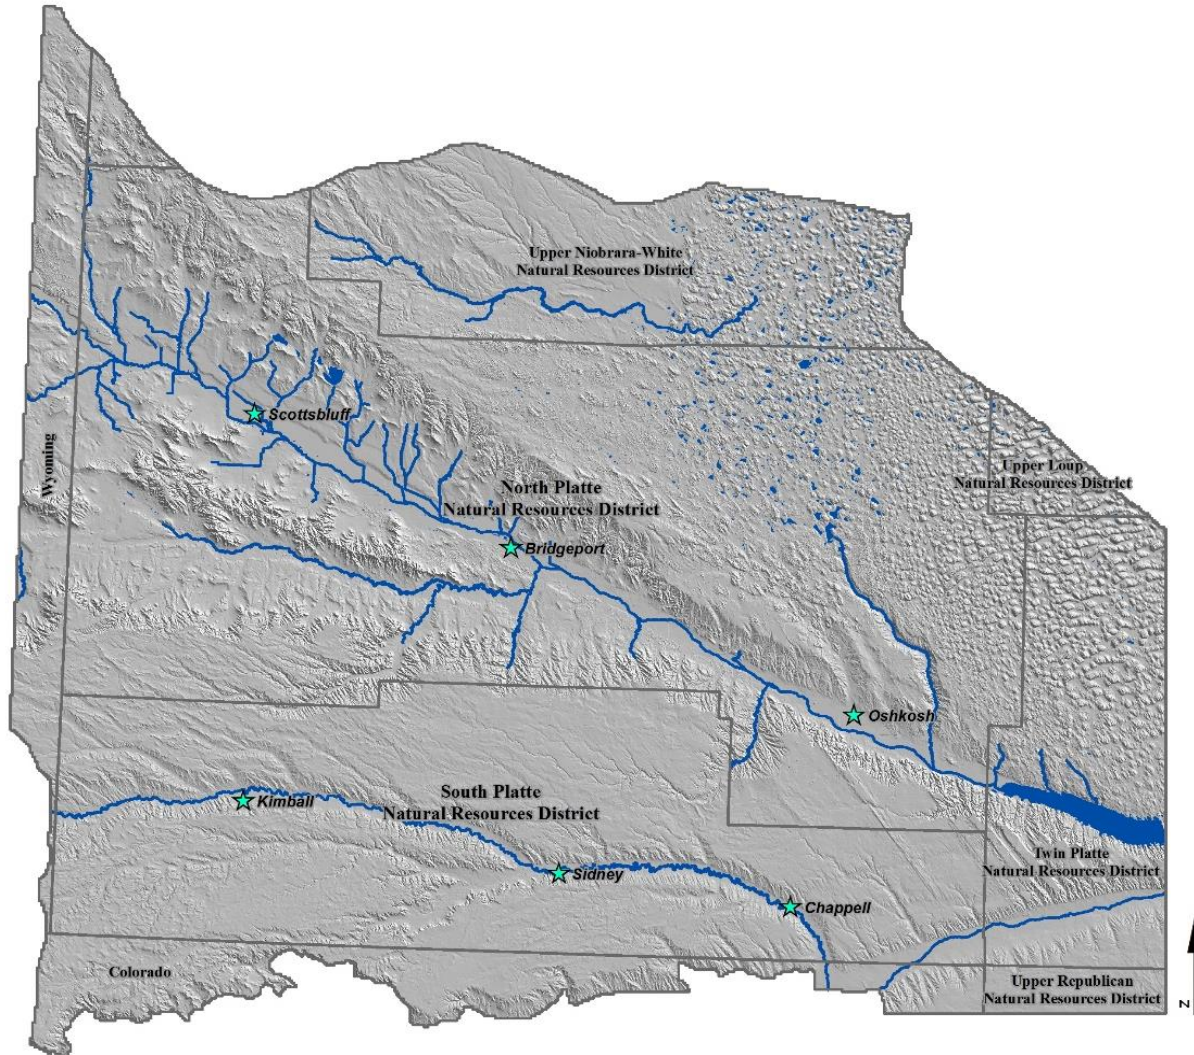 Upper Niobrara-White
Natural Resources District
Scottsbluff
Wyoming
Upper Loup
Natural Resources District
North Platte
Natural Resources District
Bridgeport
Oshkosh
South Platte
Natural Resources District
Kimball
Sidney
Twin Platte
Natural Resources District
Chappell
Colorado
Upper Republican
Natural Resources District
N